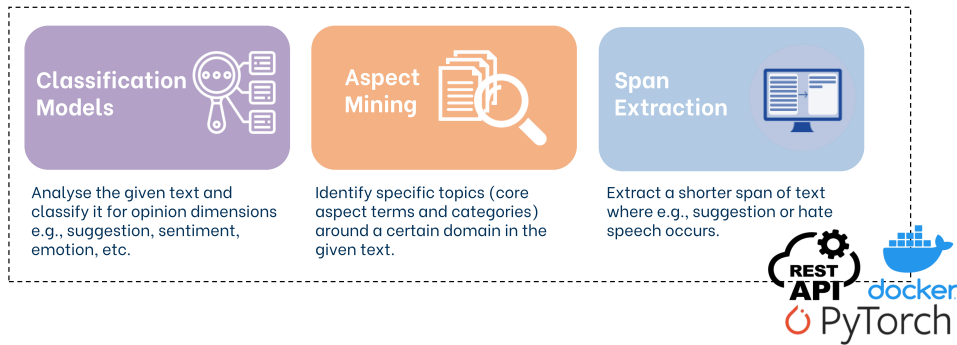 Classification
Models
Analyse the given text and
classify it for opinion dimensions
e.g., suggestion, sentiment,
emotion, etc.
Aspect
Mining
Identify specific topics (core
aspect terms and categories)
around a certain domain in the
given text.
Span
Extraction
Extract a shorter span of text
where e.g., suggestion or hate
speech occurs.
REST
API
docker
PyTorch